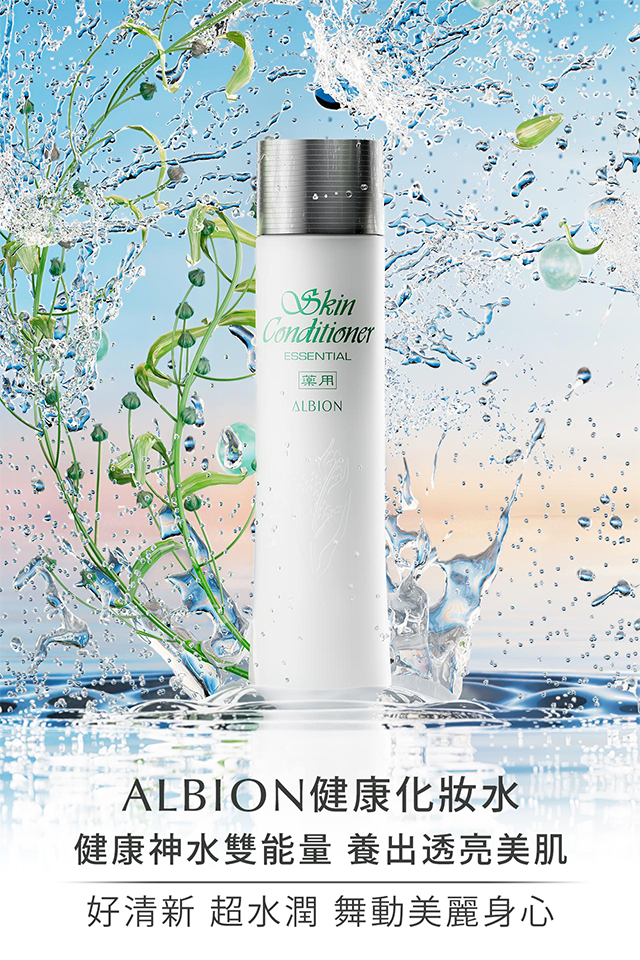 Skin
Conditioner
ESSENTIAL
薬用
ALBION
ALBION健康化妝水
健康神水雙能量 養出透亮美肌
好清新 超水潤 舞動美麗身心